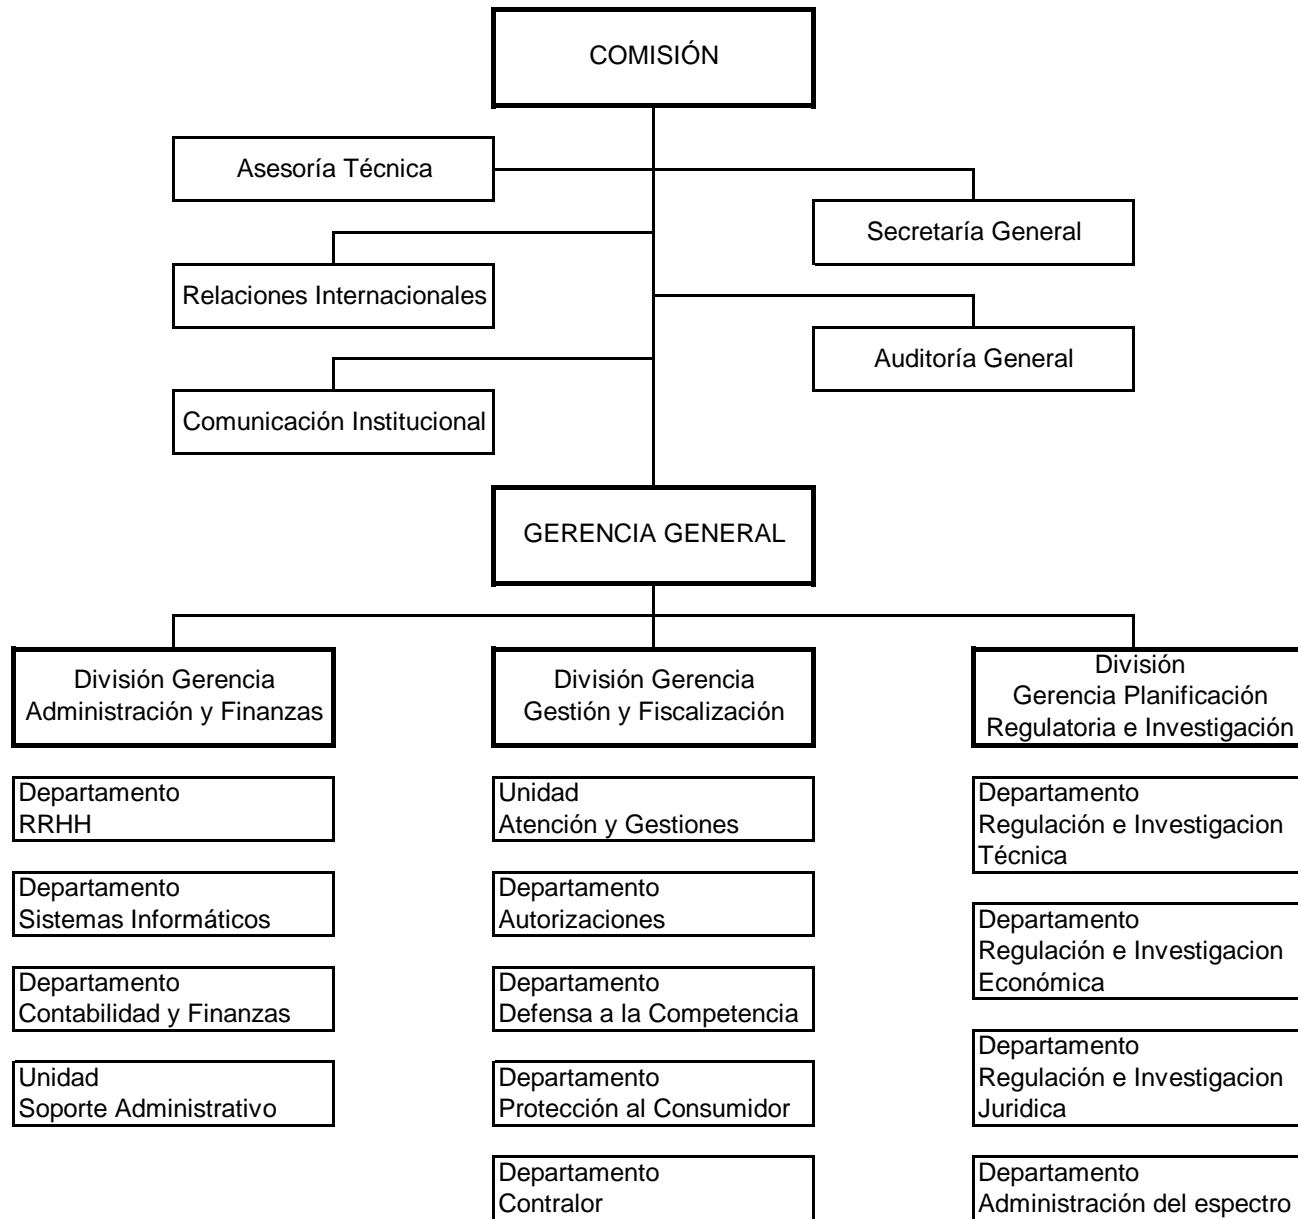 COMISIÓN
Asesoría Técnica
Secretaría General
Relaciones Internacionales
Auditoría General
Comunicación Institucional
GERENCIA GENERAL
División Gerencia
Administración y Finanzas
División Gerencia
Gestión y Fiscalización
División
Gerencia Planificación
Regulatoria e Investigación
Departamento
RRHH
Departamento
Sistemas Informáticos
Departamento
Contabilidad y Finanzas
Unidad
Soporte Administrativo
Unidad
Atención y Gestiones
Departamento
Autorizaciones
Departamento
Defensa a la Competencia
Departamento
Protección al Consumidor
Departamento
Contralor
Departamento
Regulación e Investigacion
Técnica
Departamento
Regulación e Investigacion
Económica
Departamento
Regulación e Investigacion
Juridica
Departamento
Administración del espectro